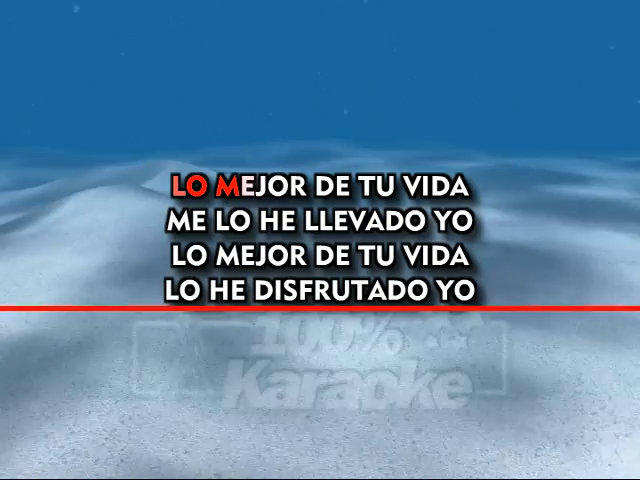 LO MEJOR DE TU VIDA
ME LO HE LLEVADO YO
LO MEJOR DE TU VIDA
LO HE DISFRUTADO YO
100%
Karaoke